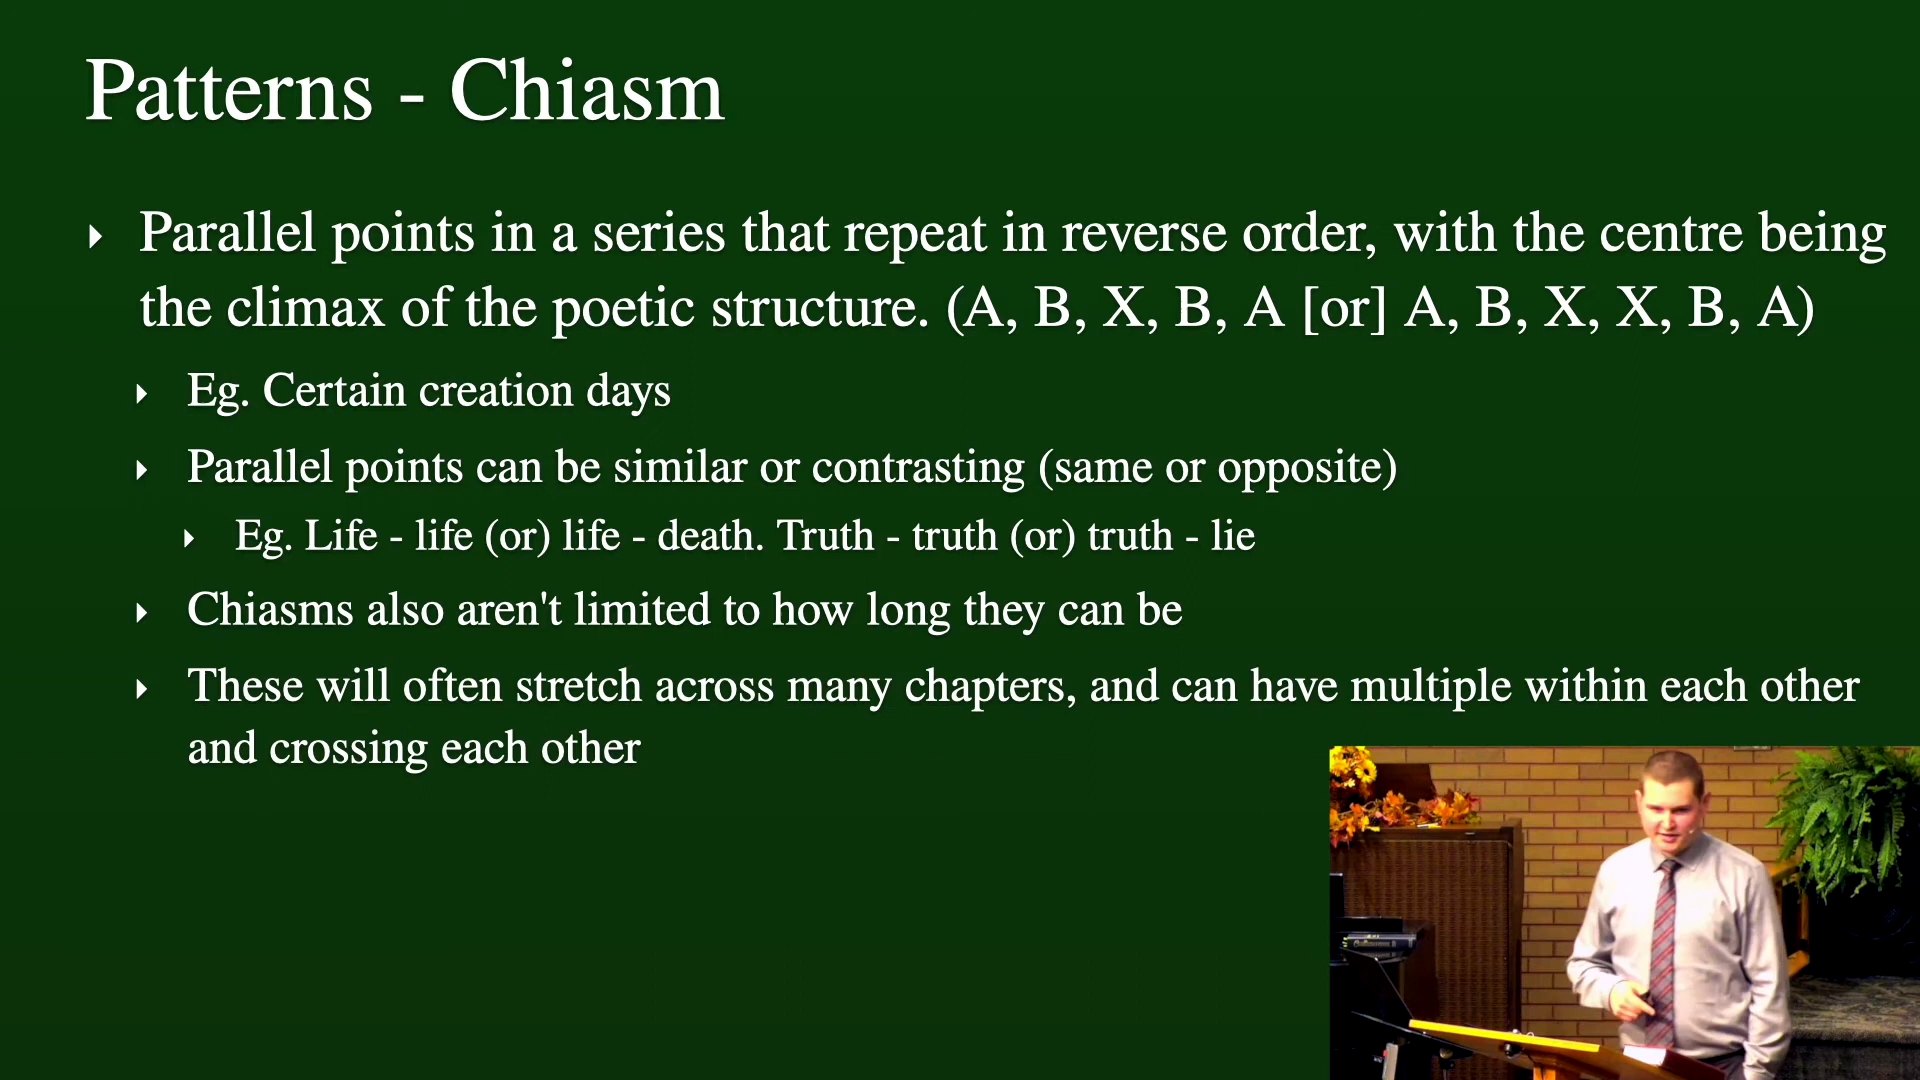 Patterns - Chiasm
Parallel points in a series that repeat in reverse order, with the centre being
the climax of the poetic structure. (A, B, X, B, A [or] A, B, X, X, B, A)
Eg. Certain creation days
Parallel points can be similar or contrasting (same or opposite)
Eg. Life - life (or) life - death. Truth - truth (or) truth - lie
Chiasms also aren't limited to how long they can be
These will often stretch across many chapters, and can have multiple within each other
and crossing each other